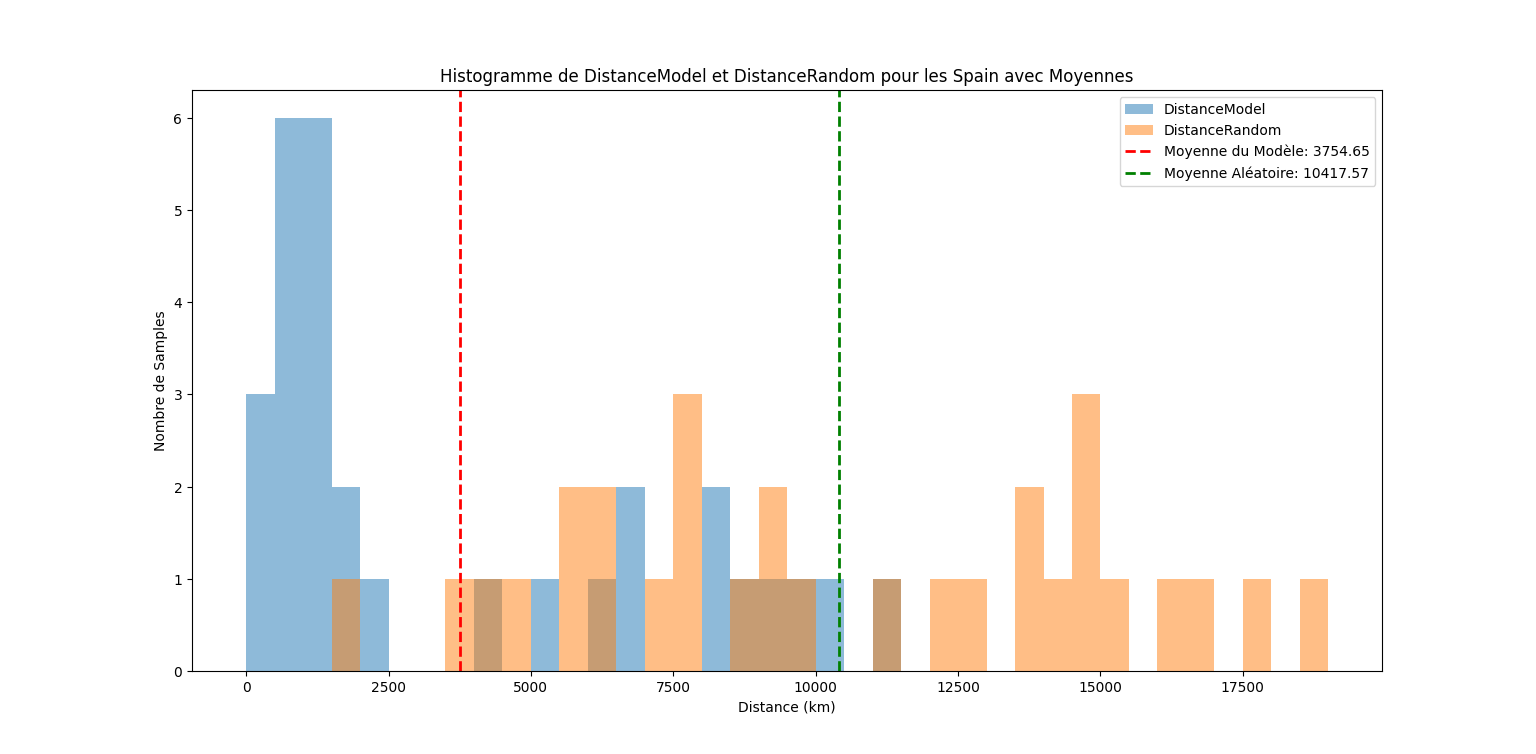 Histogramme de DistanceModel et DistanceRandom pour les Spain avec Moyennes
DistanceModel
DistanceRandom
Moyenne du Modèle: 3754.65
Moyenne Aléatoire: 10417.57
Nombre de Samples
6
5
4
3
2
1
0
0 2500 5000 7500 10000 12500 15000 17500
Distance (km)